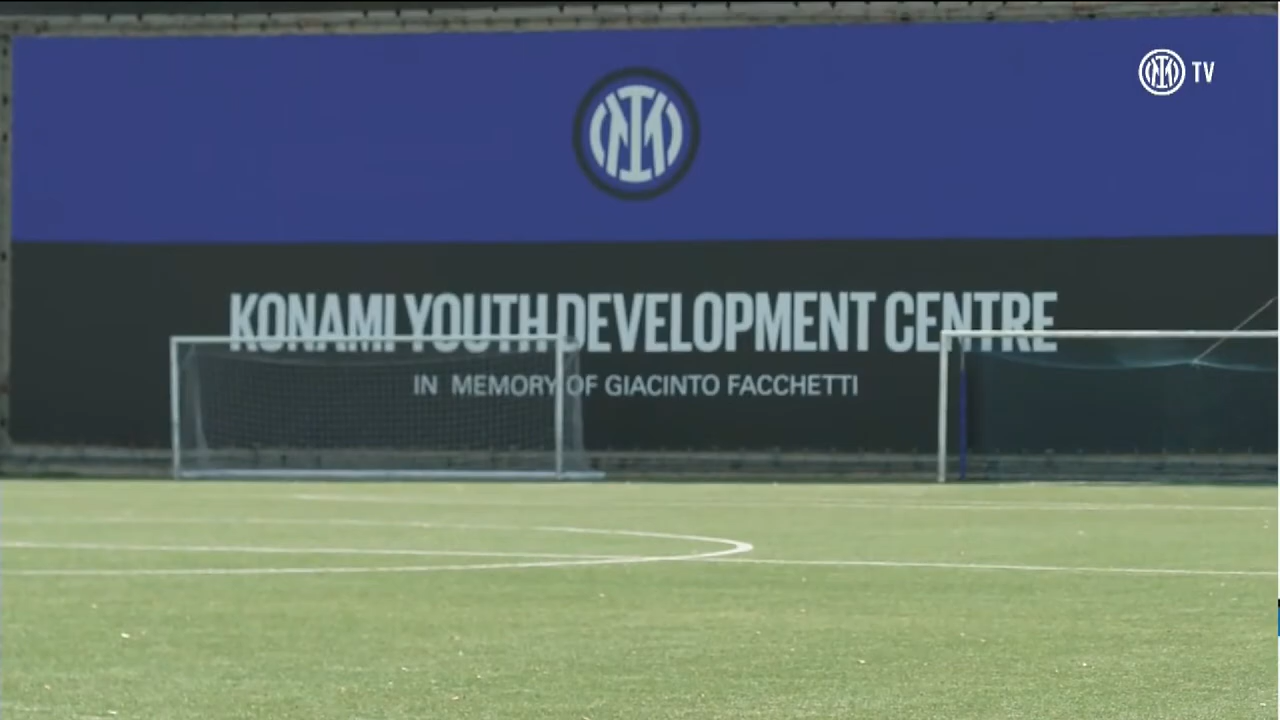 TV
KONAMI YOUTH DEVELOPMENT CENTRE
IN MEMORY OF GIACINTO FACCHETTI